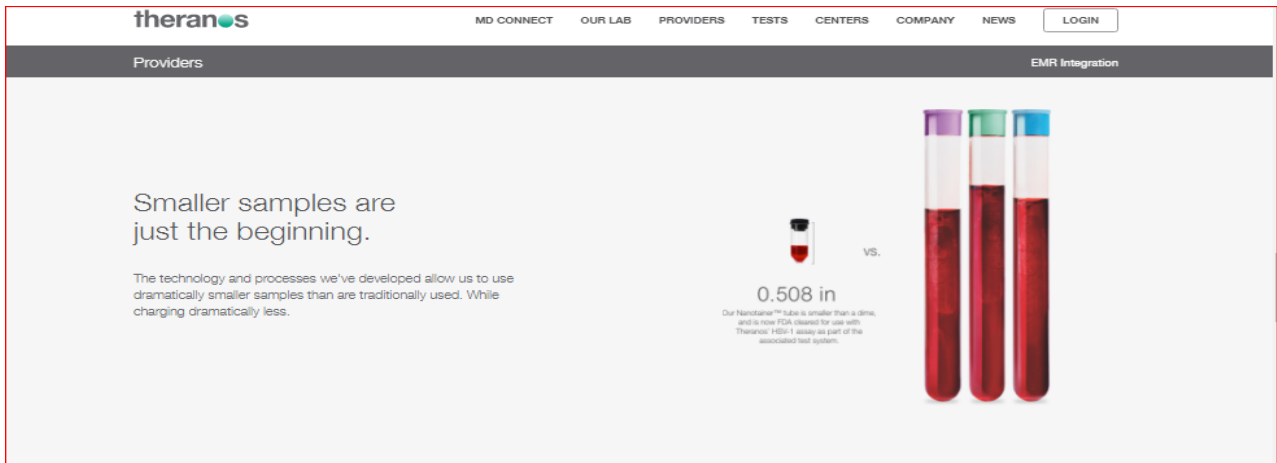 theranos
MD CONNECT OUR LAB PROVIDERS TESTS CENTERS COMPANY NEWS LOGIN
Providers EMR Integration
Smaller samples are
just the beginning.
The technology and processes we've developed allow us to use
dramatically smaller samples than are traditionally used. While
charging dramatically less.
vs.
0.508 in
Our Nanotainer™ tube is smaller than a dime,
and is now FDA cleared for use with
Theranos' HSV-1 assay as part of the
associated test system.